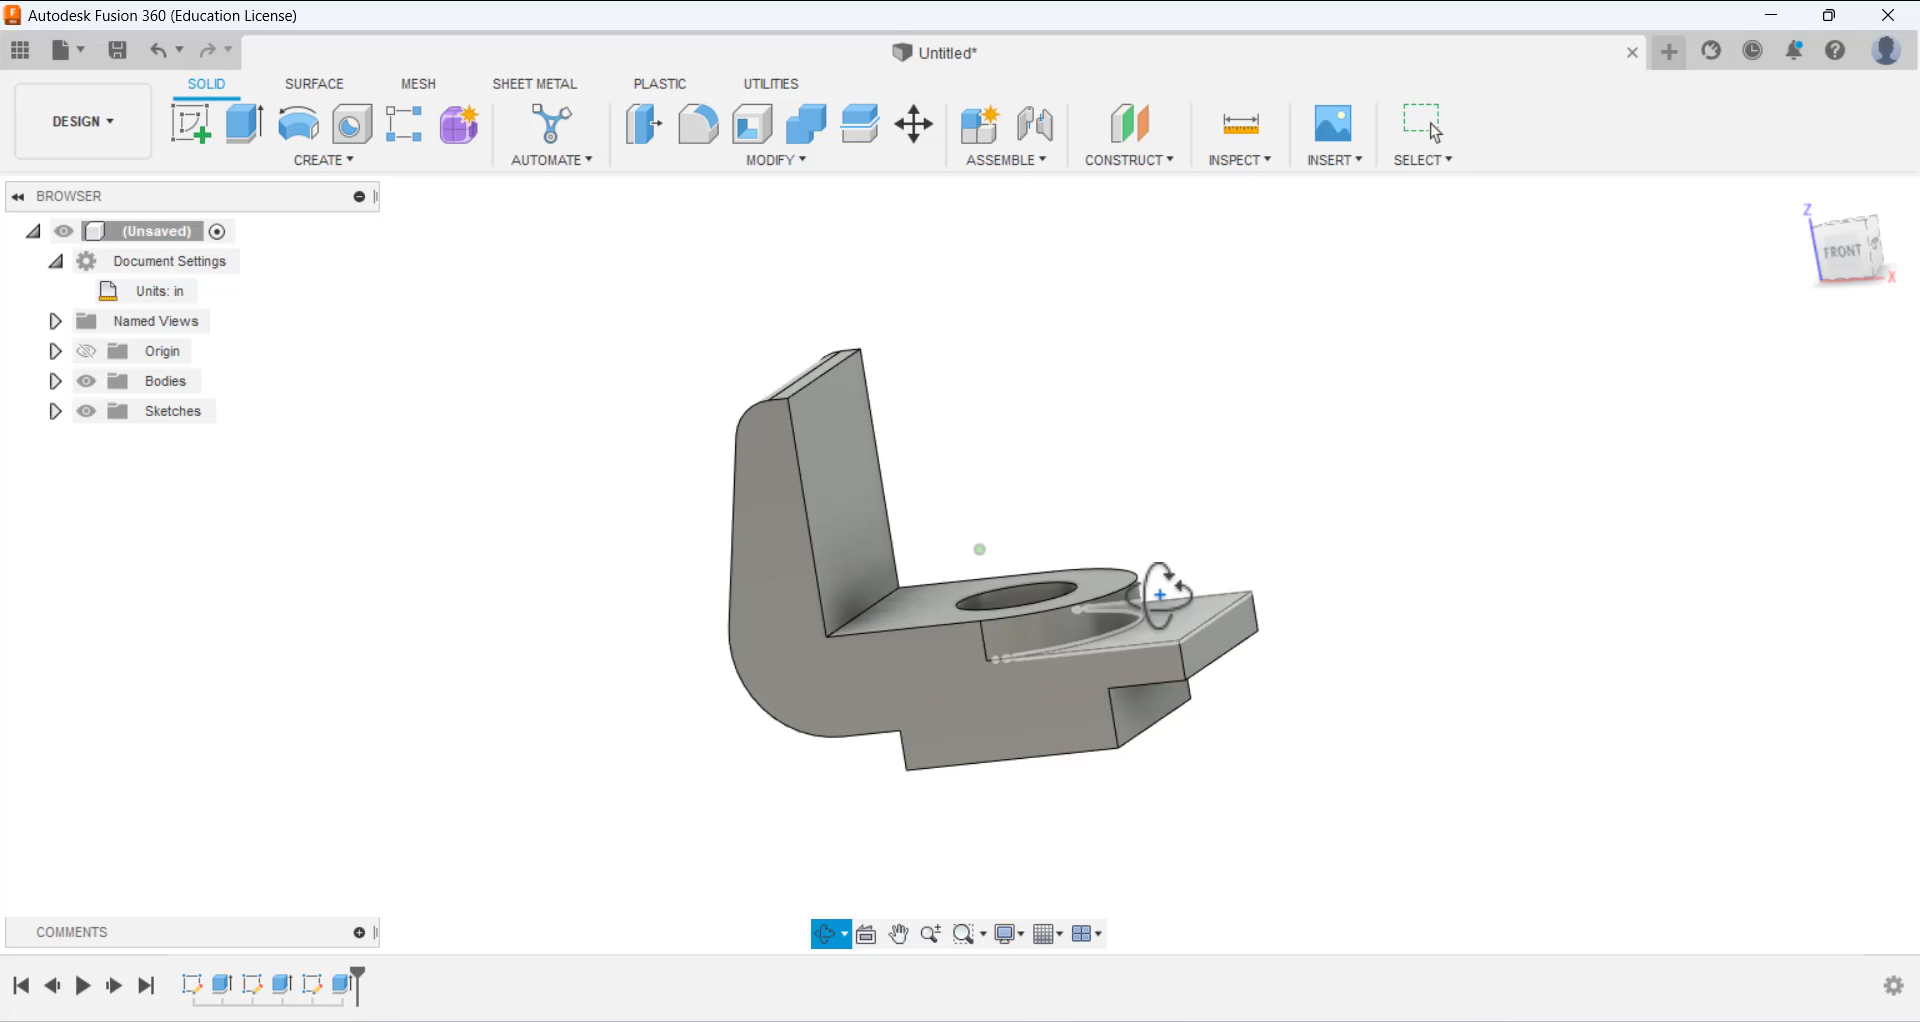 Autodesk Fusion 360 (Education License)
Untitled*
SOLID SURFACE MESH SHEET METAL PLASTIC UTILITIES
DESIGN
CREATE AUTOMATE MODIFY ASSEMBLE CONSTRUCT INSPECT INSERT SELECT
BROWSER
(Unsaved)
Document Settings
Units: in
Named Views
Origin
Bodies
Sketches
Z
FRONT
X
COMMENTS